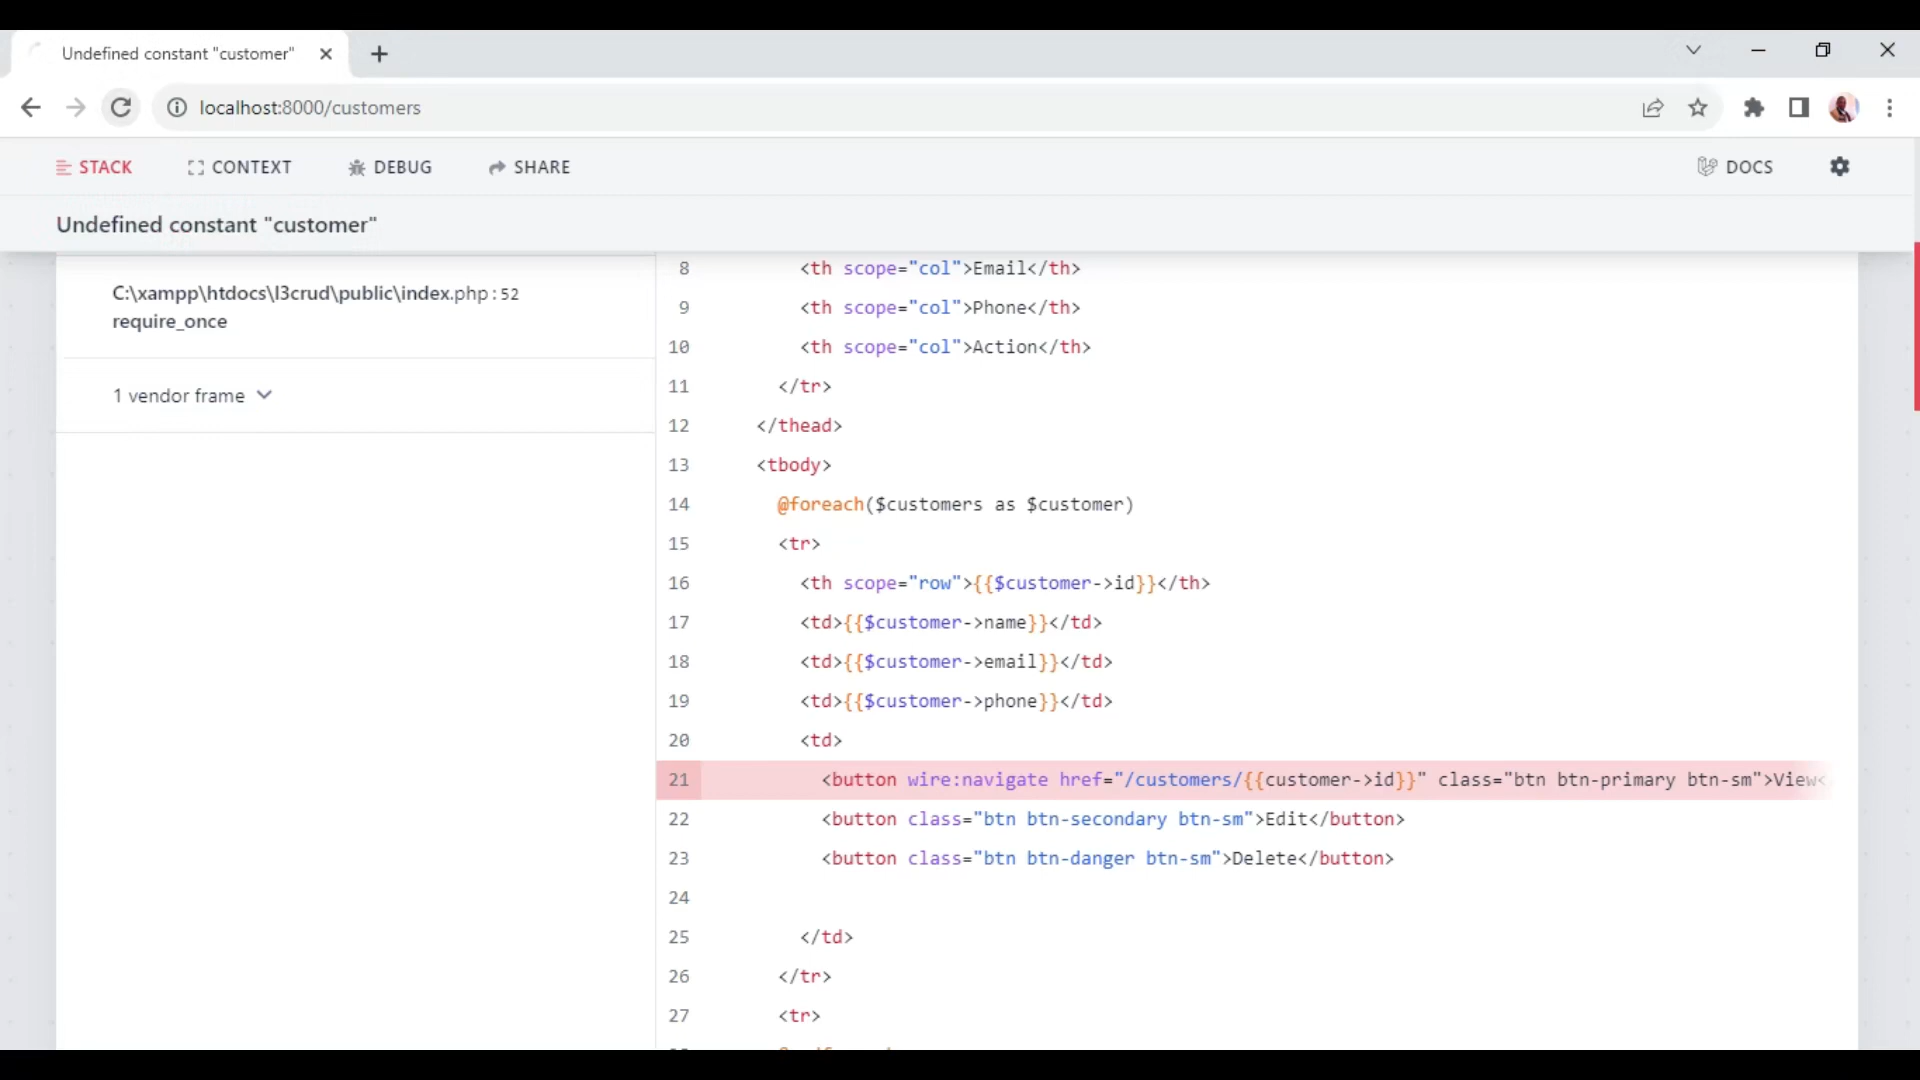 Undefined constant "customer"
localhost:8000/customers
STACK CONTEXT DEBUG SHARE DOCS
Undefined constant "customer"
C:\xampp\htdocs\l3crud\public\index.php:52
require_once
1 vendor frame
8 <th scope="col">Email</th>
9 <th scope="col">Phone</th>
10 <th scope="col">Action</th>
11 </tr>
12 </thead>
13 <tbody>
14 @foreach($customers as $customer)
15 <tr>
16 <th scope="row">{{$customer->id}}</th>
17 <td>{{$customer->name}}</td>
18 <td>{{$customer->email}}</td>
19 <td>{{$customer->phone}}</td>
20 <td>
21 <button wire:navigate href="/customers/{{customer->id}}" class="btn btn-primary btn-sm">View<
22 <button class="btn btn-secondary btn-sm">Edit</button>
23 <button class="btn btn-danger btn-sm">Delete</button>
24
25 </td>
26 </tr>
27 <tr>